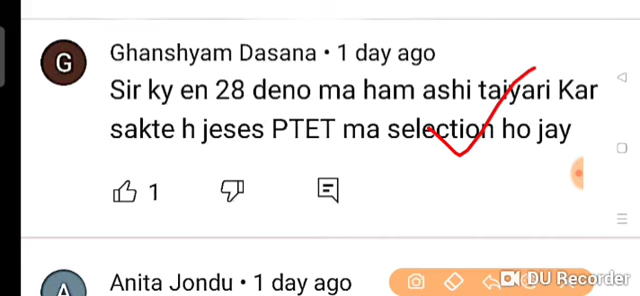 G
Ghanshyam Dasana • 1 day ago
Sir ky en 28 deno ma ham ashi taiyari Kar
sakte h jeses PTET ma selection ho jay
1
A
Anita Jondu • 1 day ago
DU Recorder